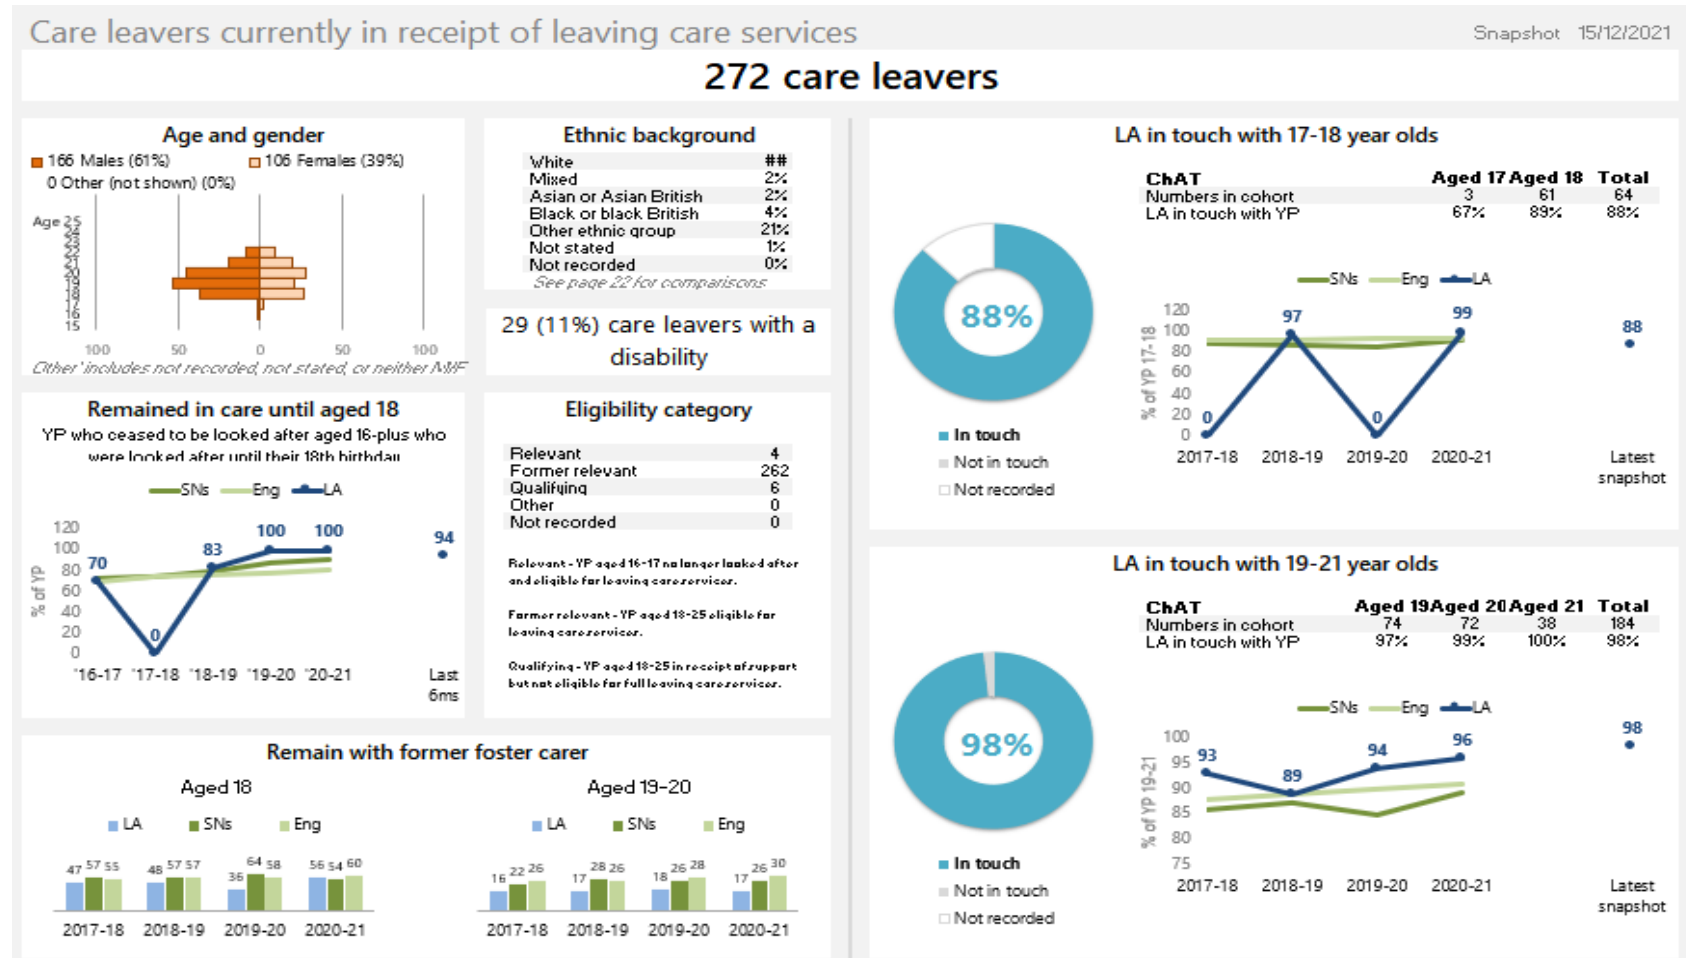 Care leavers currently in receipt of leaving care services
Snapshot 15/12/2021
272 care leavers
Age and gender
166 Males (61%) 106 Females (39%)
0 Other (not shown) (0%)
Age 25
24
23
22
21
20
19
18
17
16
15
100 50 0 50 100
Other' includes not recorded, not stated, or neither M/F
Ethnic background
White ##
Mixed 2%
Asian or Asian British 2%
Black or black British 4%
Other ethnic group 21%
Not stated 1%
Not recorded 0%
See page 22 for comparisons
29 (11%) care leavers with a
disability
Remained in care until aged 18
YP who ceased to be looked after aged 16-plus who
were looked after until their 18th birthday
SNs Eng LA
% of YP
120
100
80
60
40
20
0
70 0 83 100 100 94
'16-17 '17-18 '18-19 '19-20 '20-21 Last
6ms
Eligibility category
Relevant 4
Former relevant 262
Qualifying 6
Other 0
Not recorded 0
Relevant - YP aged 16-17 no longer looked after
and eligible for leaving care services.
Former relevant - YP aged 18-25 eligible for
leaving care services.
Qualifying - YP aged 18-25 in receipt of support
but not eligible for full leaving care services.
Remain with former foster carer
Aged 18
LA SNs Eng
47 57 55 48 57 57 36 64 58 56 54 60
2017-18 2018-19 2019-20 2020-21
Aged 19-20
LA SNs Eng
16 22 26 17 28 26 18 26 28 17 26 30
2017-18 2018-19 2019-20 2020-21
LA in touch with 17-18 year olds
ChAT Aged 17 Aged 18 Total
Numbers in cohort 3 61 64
LA in touch with YP 67% 89% 88%
88%
In touch
Not in touch
Not recorded
SNs Eng LA
% of YP 17-18
120
100
80
60
40
20
0
0 97 0 99 88
2017-18 2018-19 2019-20 2020-21 Latest
snapshot
LA in touch with 19-21 year olds
ChAT Aged 19 Aged 20 Aged 21 Total
Numbers in cohort 74 72 38 184
LA in touch with YP 97% 99% 100% 98%
98%
In touch
Not in touch
Not recorded
SNs Eng LA
% of YP 19-21
100
95
90
85
80
75
93 89 94 96 98
2017-18 2018-19 2019-20 2020-21 Latest
snapshot